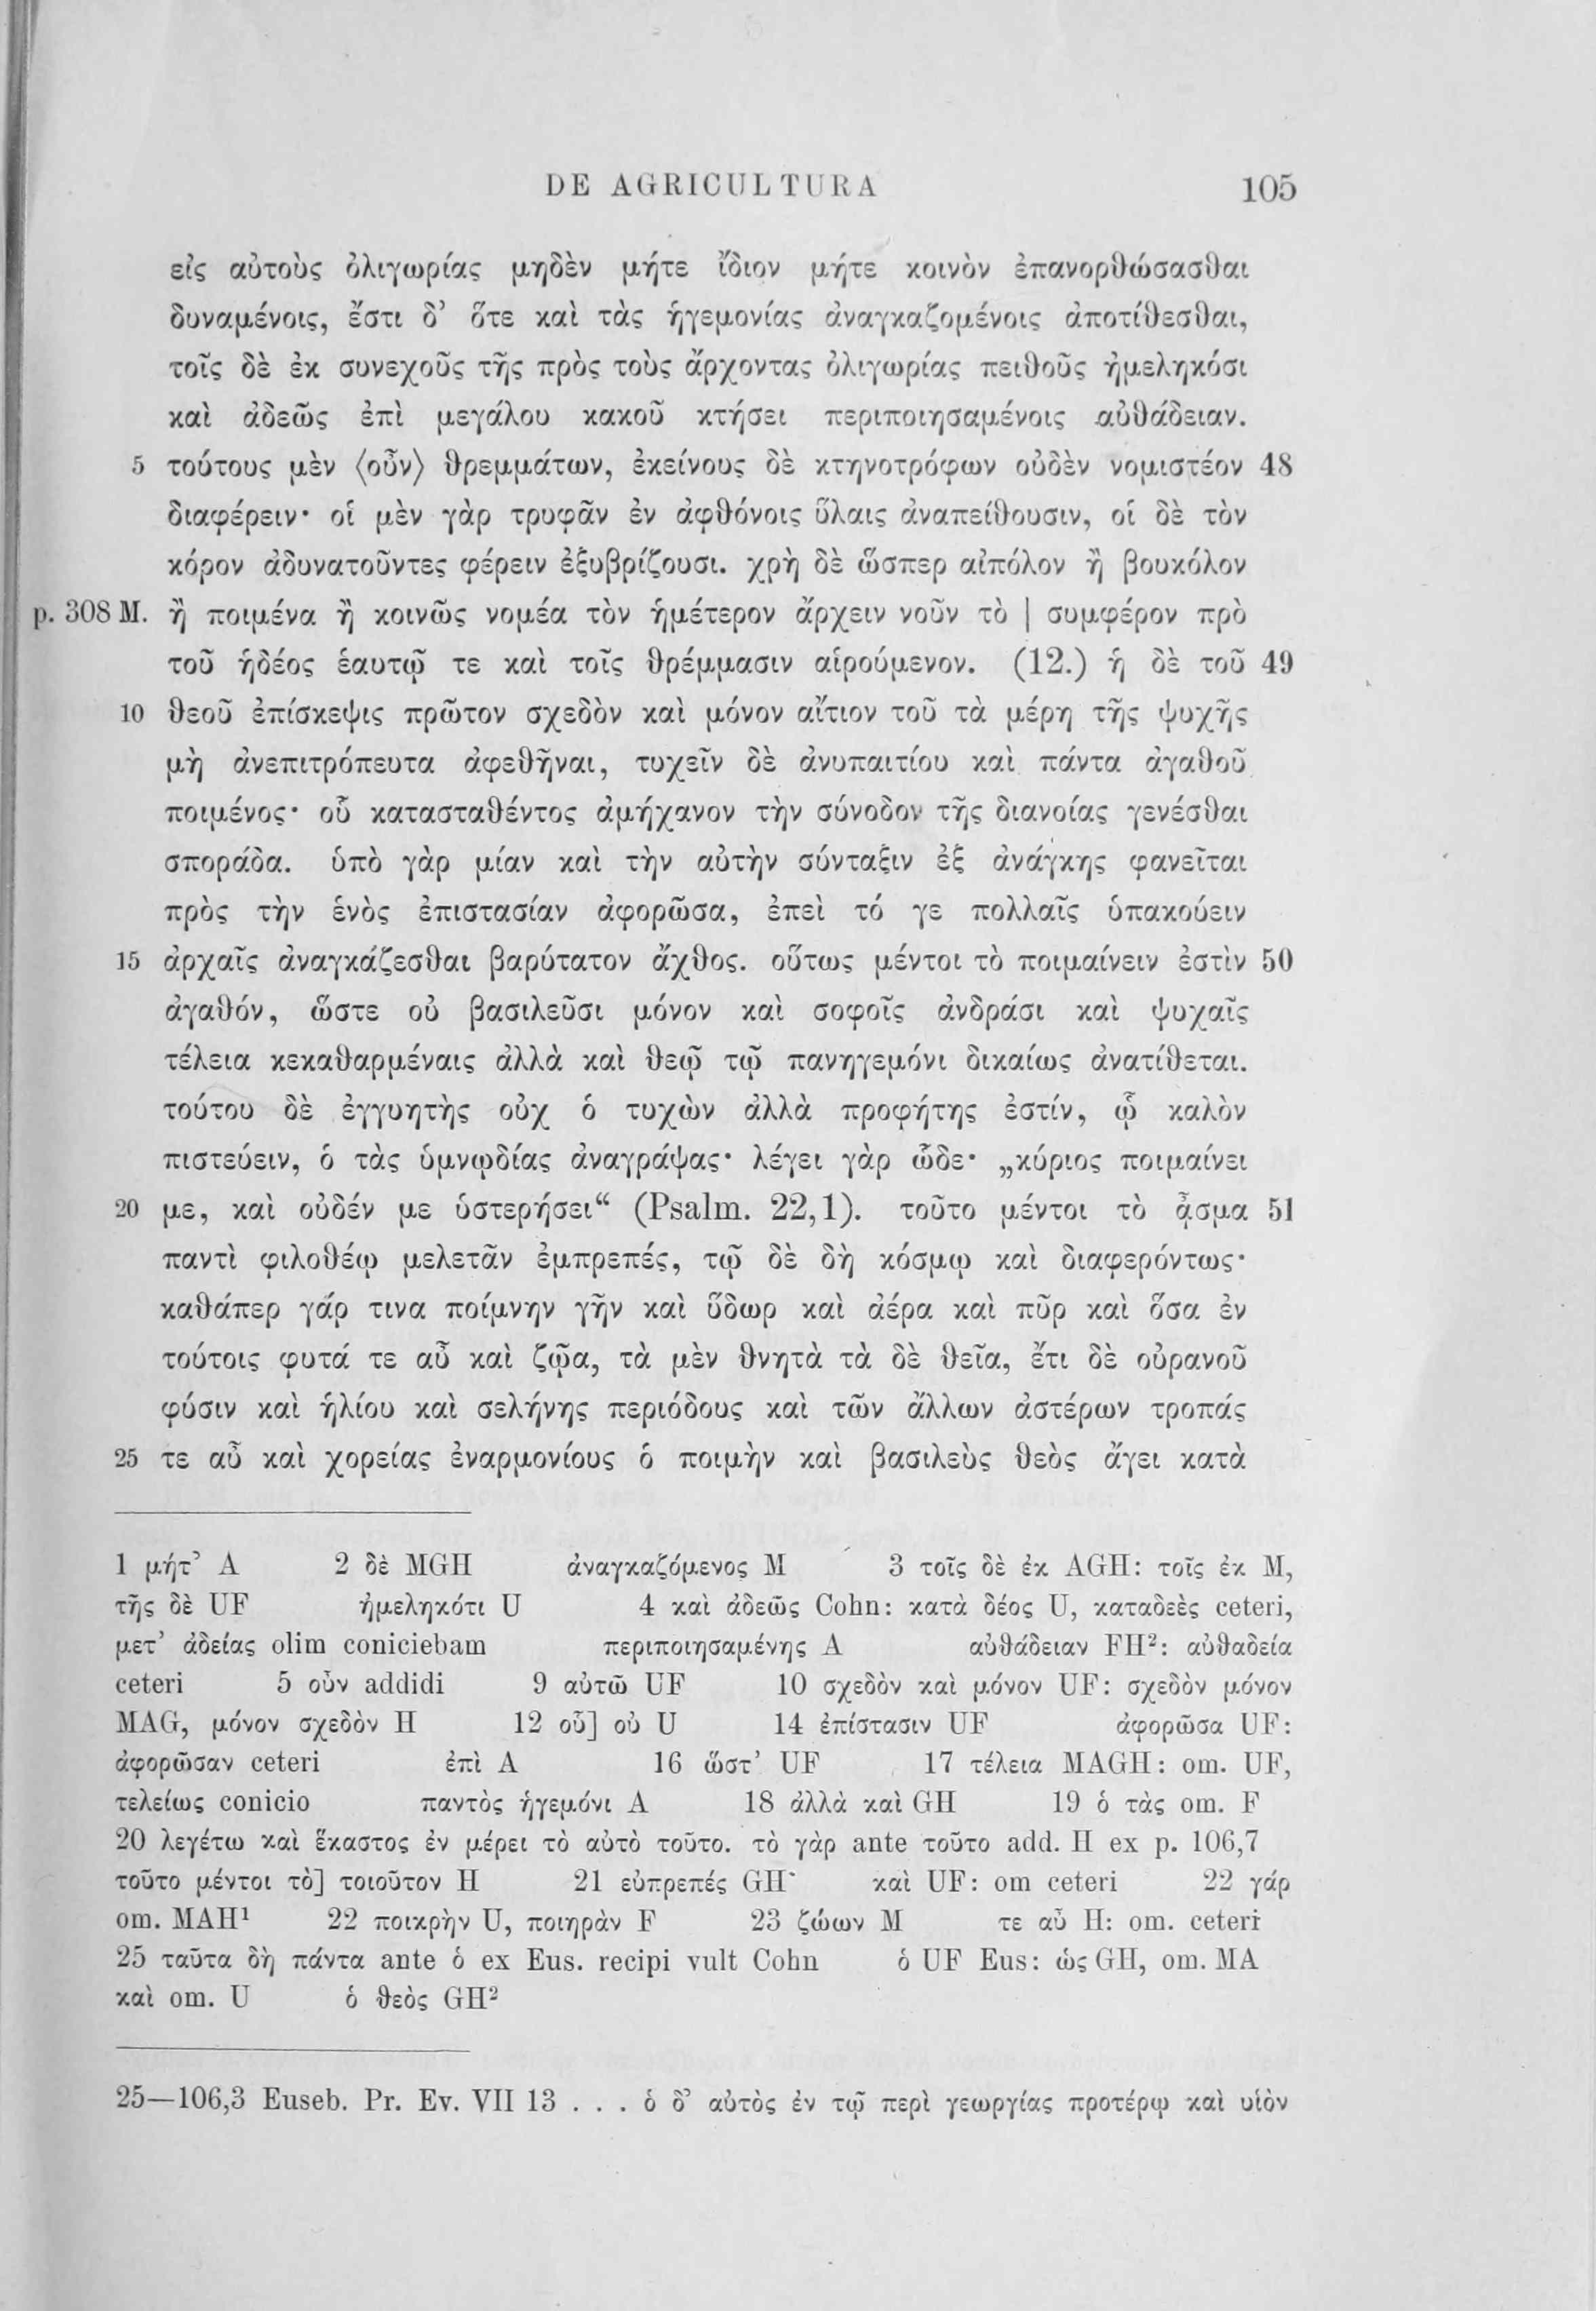 DE AGRICULTURA 105
εἰς αὐτοὺς ὀλιγωρίας μηδὲν μήτε ἴδιον μήτε κοινὸν ἐπανορθώσασθαι
δυναμένοις, ἔστι δ’ ὅτε καὶ τὰς ἡγεμονίας ἀναγκαζομένοις ἀποτίθεσθαι,
τοῖς δὲ ἐκ συνεχοῦς τῆς πρὸς τοὺς ἄρχοντας ὀλιγωρίας πειθοῦς ἠμεληκόσι
καὶ ἀδεῶς ἐπὶ μεγάλου κακοῦ κτήσει περιποιησαμένοις αὐθάδειαν.
5 τούτους μὲν ⟨οὖν⟩ θρεμμάτων, ἐκείνους δὲ κτηνοτρόφων οὐδὲν νομιστέον 48
διαφέρειν· οἱ μὲν γὰρ τρυφᾶν ἐν ἀφθόνοις ὕλαις ἀναπείθουσιν, οἱ δὲ τὸν
κόρον ἀδυνατοῦντες φέρειν ἐξυβρίζουσι. χρὴ δὲ ὥσπερ αἰπόλον ἢ βουκόλον
p. 308 M. ἢ ποιμένα ἢ κοινῶς νομέα τὸν ἡμέτερον ἄρχειν νοῦν τὸ | συμφέρον πρὸ
τοῦ ἡδέος ἑαυτῷ τε καὶ τοῖς θρέμμασιν αἱρούμενον. (12.) ἡ δὲ τοῦ 49
10 θεοῦ ἐπίσκεψις πρῶτον σχεδὸν καὶ μόνον αἴτιον τοῦ τὰ μέρη τῆς ψυχῆς
μὴ ἀνεπιτρόπευτα ἀφεθῆναι, τυχεῖν δὲ ἀνυπαιτίου καὶ πάντα ἀγαθοῦ
ποιμένος· οὗ κατασταθέντος ἀμήχανον τὴν σύνοδον τῆς διανοίας γενέσθαι
σποράδα. ὑπὸ γὰρ μίαν καὶ τὴν αὐτὴν σύνταξιν ἐξ ἀνάγκης φανεῖται
πρὸς τὴν ἑνὸς ἐπιστασίαν ἀφορῶσα, ἐπεὶ τό γε πολλαῖς ὑπακούειν
15 ἀρχαῖς ἀναγκάζεσθαι βαρύτατον ἄχθος. οὕτως μέντοι τὸ ποιμαίνειν ἐστὶν 50
ἀγαθόν, ὥστε οὐ βασιλεῦσι μόνον καὶ σοφοῖς ἀνδράσι καὶ ψυχαῖς
τέλεια κεκαθαρμέναις ἀλλὰ καὶ θεῷ τῷ πανηγεμόνι δικαίως ἀνατίθεται.
τούτου δὲ ἐγγυητὴς οὐχ ὁ τυχὼν ἀλλὰ προφήτης ἐστίν, ᾧ καλὸν
πιστεύειν, ὁ τὰς ὑμνῳδίας ἀναγράψας· λέγει γὰρ ὧδε· „κύριος ποιμαίνει
20 με, καὶ οὐδέν με ὑστερήσει“ (Psalm. 22,1). τοῦτο μέντοι τὸ ᾆσμα 51
παντὶ φιλοθέῳ μελετᾶν ἐμπρεπές, τῷ δὲ δὴ κόσμῳ καὶ διαφερόντως·
καθάπερ γάρ τινα ποίμνην γῆν καὶ ὕδωρ καὶ ἀέρα καὶ πῦρ καὶ ὅσα ἐν
τούτοις φυτά τε αὖ καὶ ζῷα, τὰ μὲν θνητὰ τὰ δὲ θεῖα, ἔτι δὲ οὐρανοῦ
φύσιν καὶ ἡλίου καὶ σελήνης περιόδους καὶ τῶν ἄλλων ἀστέρων τροπάς
25 τε αὖ καὶ χορείας ἐναρμονίους ὁ ποιμὴν καὶ βασιλεὺς θεὸς ἄγει κατὰ
1 μήτ’ A 2 δὲ MGH ἀναγκαζόμενος M 3 τοῖς δὲ ἐκ AGH: τοῖς ἐκ M,
τῆς δὲ UF ἠμεληκότι U 4 καὶ ἀδεῶς Cohn: κατὰ δέος U, καταδεὲς ceteri,
μετ’ ἀδείας olim coniciebam περιποιησαμένης A αὐθάδειαν FH²: αὐθαδεία
ceteri 5 οὖν addidi 9 αὐτῶ UF 10 σχεδὸν καὶ μόνον UF: σχεδὸν μόνον
MAG, μόνον σχεδὸν H 12 οὗ] οὐ U 14 ἐπίστασιν UF ἀφορῶσα UF:
ἀφορῶσαν ceteri ἐπὶ A 16 ὥστ’ UF 17 τέλεια MAGH: om. UF,
τελείως conicio παντὸς ἡγεμόνι A 18 ἀλλὰ καὶ GH 19 ὁ τὰς om. F
20 λεγέτω καὶ ἕκαστος ἐν μέρει τὸ αὐτὸ τοῦτο. τὸ γὰρ ante τοῦτο add. H ex p. 106,7
τοῦτο μέντοι τὸ] τοιοῦτον H 21 εὐπρεπές GH καὶ UF: om ceteri 22 γάρ
om. MAH¹ 22 ποικρὴν U, ποιηρὰν F 23 ζώων M τε αὖ H: om. ceteri
25 ταῦτα δὴ πάντα ante ὁ ex Eus. recipi vult Cohn ὁ UF Eus: ὡς GH, om. MA
καὶ om. U ὁ θεὸς GH²
25—106,3 Euseb. Pr. Ev. VII 13 . . . ὁ δ’ αὐτὸς ἐν τῷ περὶ γεωργίας προτέρῳ καὶ υἱὸν